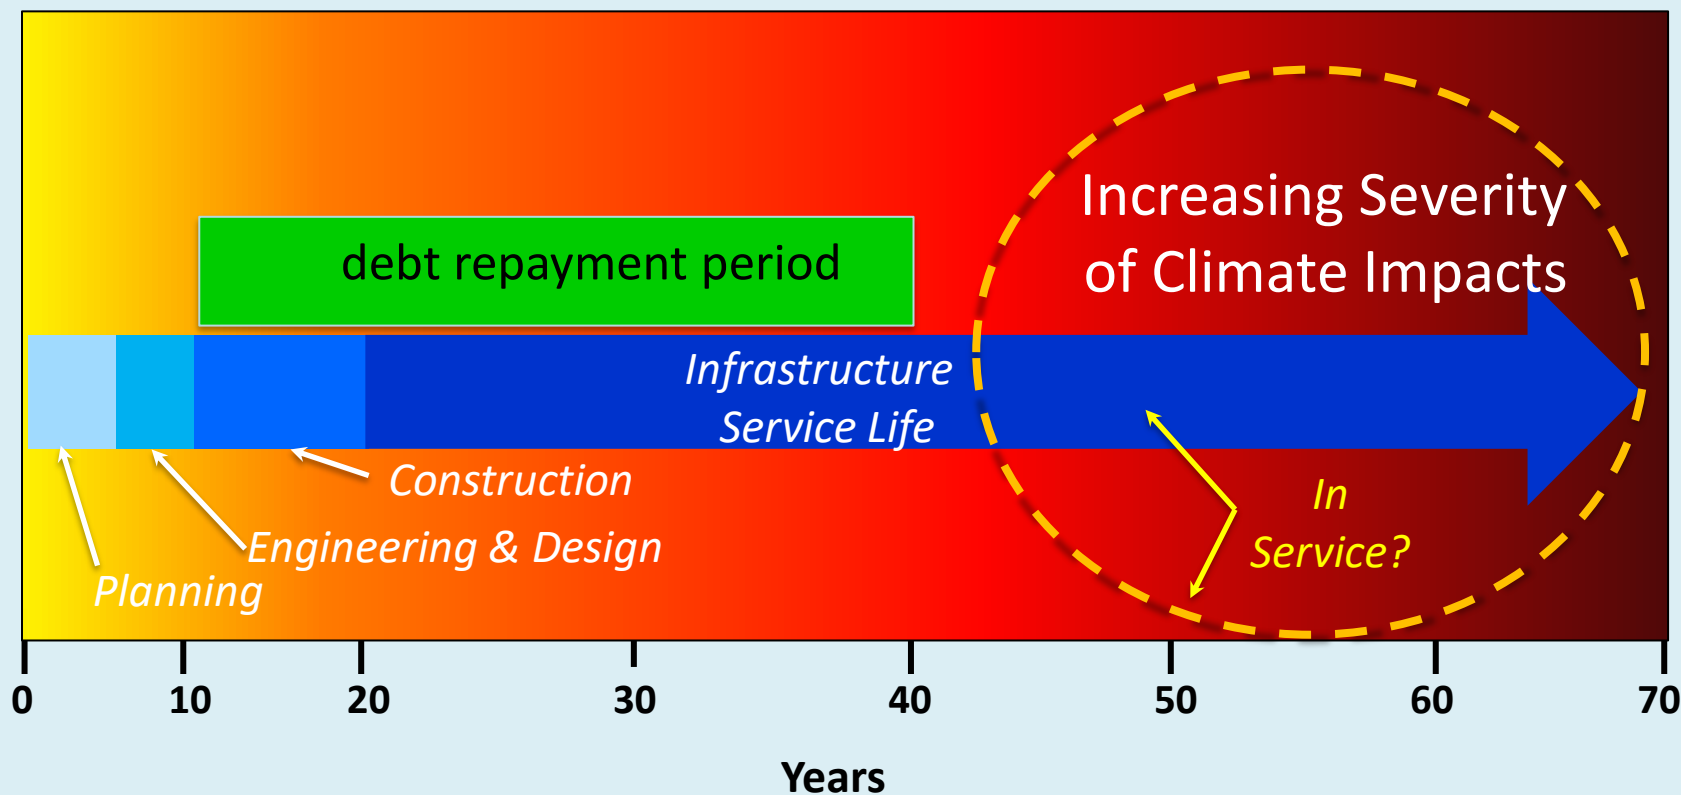 Increasing Severity
of Climate Impacts
debt repayment period
Infrastructure
Service Life
Construction
Engineering & Design
Planning
In
Service?
0 10 20 30 40 50 60 70
Years